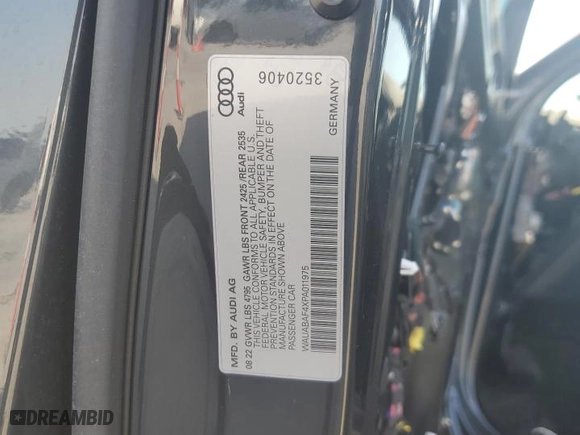 MFD. BY AUDI AG
08.22 GVWR LBS 4795 GAWR LBS FRONT 2425 /REAR 2535
THIS VEHICLE CONFORMS TO ALL APPLICABLE U.S.
FEDERAL MOTOR VEHICLE SAFETY, BUMPER AND THEFT
PREVENTION STANDARDS IN EFFECT ON THE DATE OF
MANUFACTURE SHOWN ABOVE
PASSENGER CAR
WAUABAF4XPA011975
Audi
3520406
GERMANY
DREAMBID